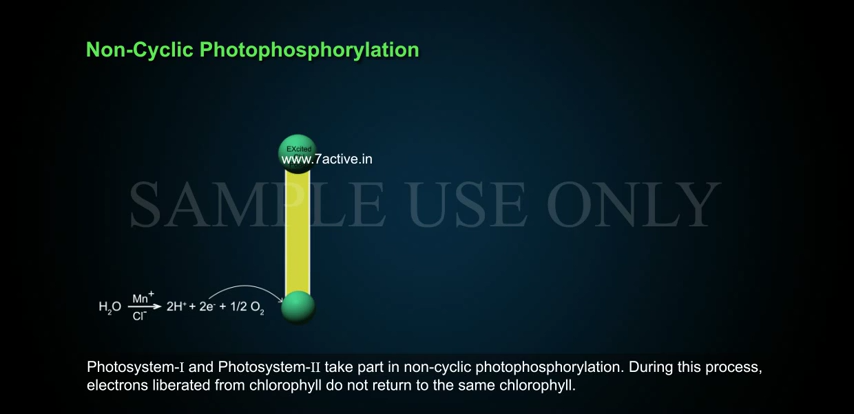 Non-Cyclic Photophosphorylation
EXcited
www.7active.in
SAMPLE USE ONLY
H₂O Mn⁺ Cl⁻ → 2H⁺ + 2e⁻ + 1/2 O₂
Photosystem-I and Photosystem-II take part in non-cyclic photophosphorylation. During this process,
electrons liberated from chlorophyll do not return to the same chlorophyll.